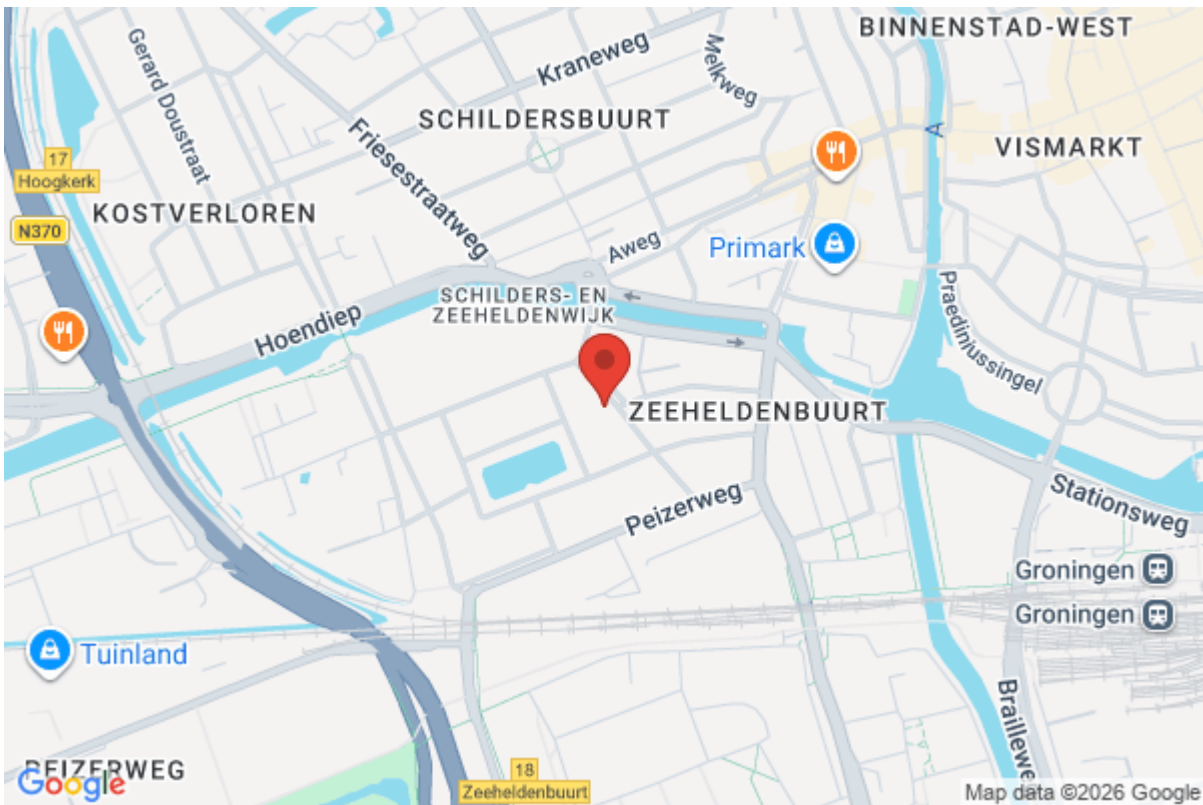 BINNENSTAD-WEST
Gerard Doustraat
Kraneweg
Melkweg
SCHILDERSBUURT
A
VISMARKT
17
Hoogkerk
Friesestraatweg
KOSTVERLOREN
N370
Aweg
Primark
SCHILDERS- EN
ZEEHELDENWIJK
Hoendiep
Praediniussingel
ZEEHELDENBUURT
Peizerweg
Stationsweg
Groningen
Groningen
Tuinland
Brailleweg
PEIZERWEG
Google
18
Zeeheldenbuurt
Map data ©2026 Google